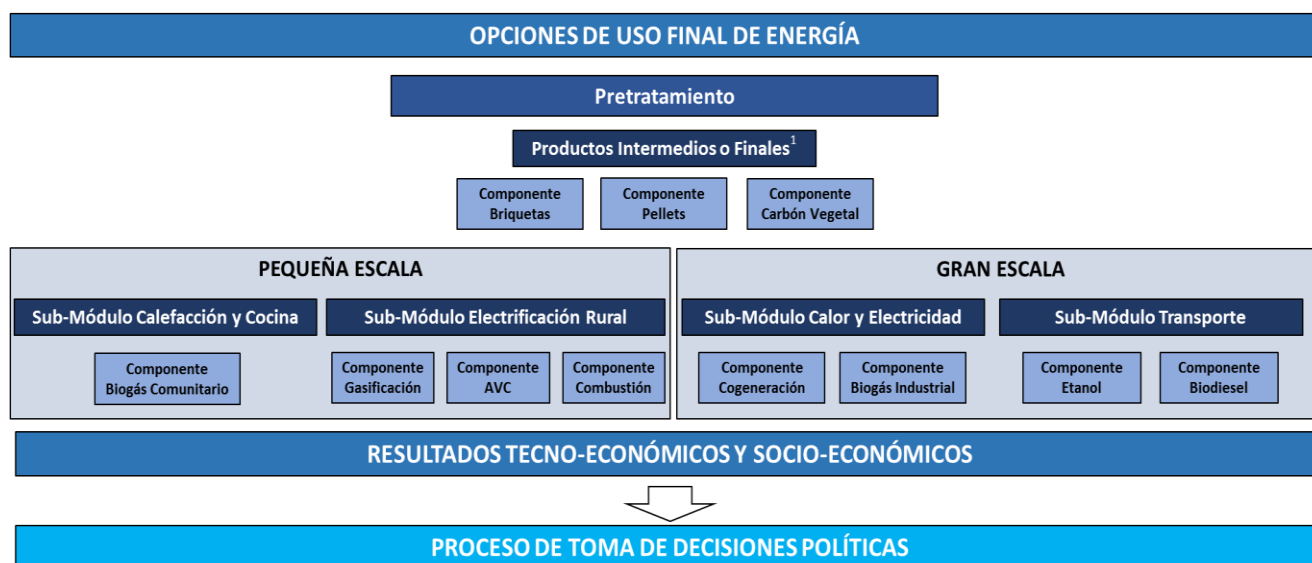 OPCIONES DE USO FINAL DE ENERGÍA
Pretratamiento
Productos Intermedios o Finales1
Componente
Briquetas
Componente
Pellets
Componente
Carbón Vegetal
PEQUEÑA ESCALA
Sub-Módulo Calefacción y Cocina
Componente
Biogás Comunitario
Sub-Módulo Electrificación Rural
Componente
Gasificación
Componente
AVC
Componente
Combustión
GRAN ESCALA
Sub-Módulo Calor y Electricidad
Componente
Cogeneración
Componente
Biogás Industrial
Sub-Módulo Transporte
Componente
Etanol
Componente
Biodiesel
RESULTADOS TECNO-ECONÓMICOS Y SOCIO-ECONÓMICOS
PROCESO DE TOMA DE DECISIONES POLÍTICAS